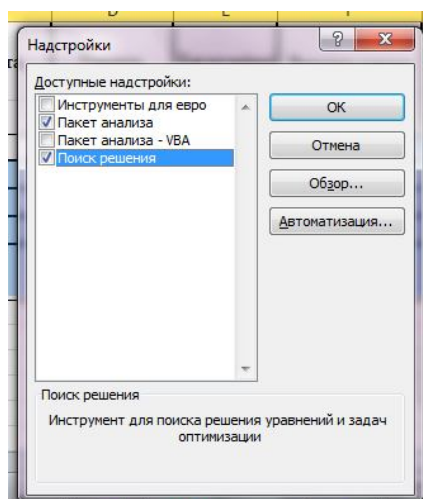 Надстройки
Доступные надстройки:
Инструменты для евро
Пакет анализа
Пакет анализа - VBA
Поиск решения
ОК
Отмена
Обзор...
Автоматизация...
Поиск решения
Инструмент для поиска решения уравнений и задач
оптимизации